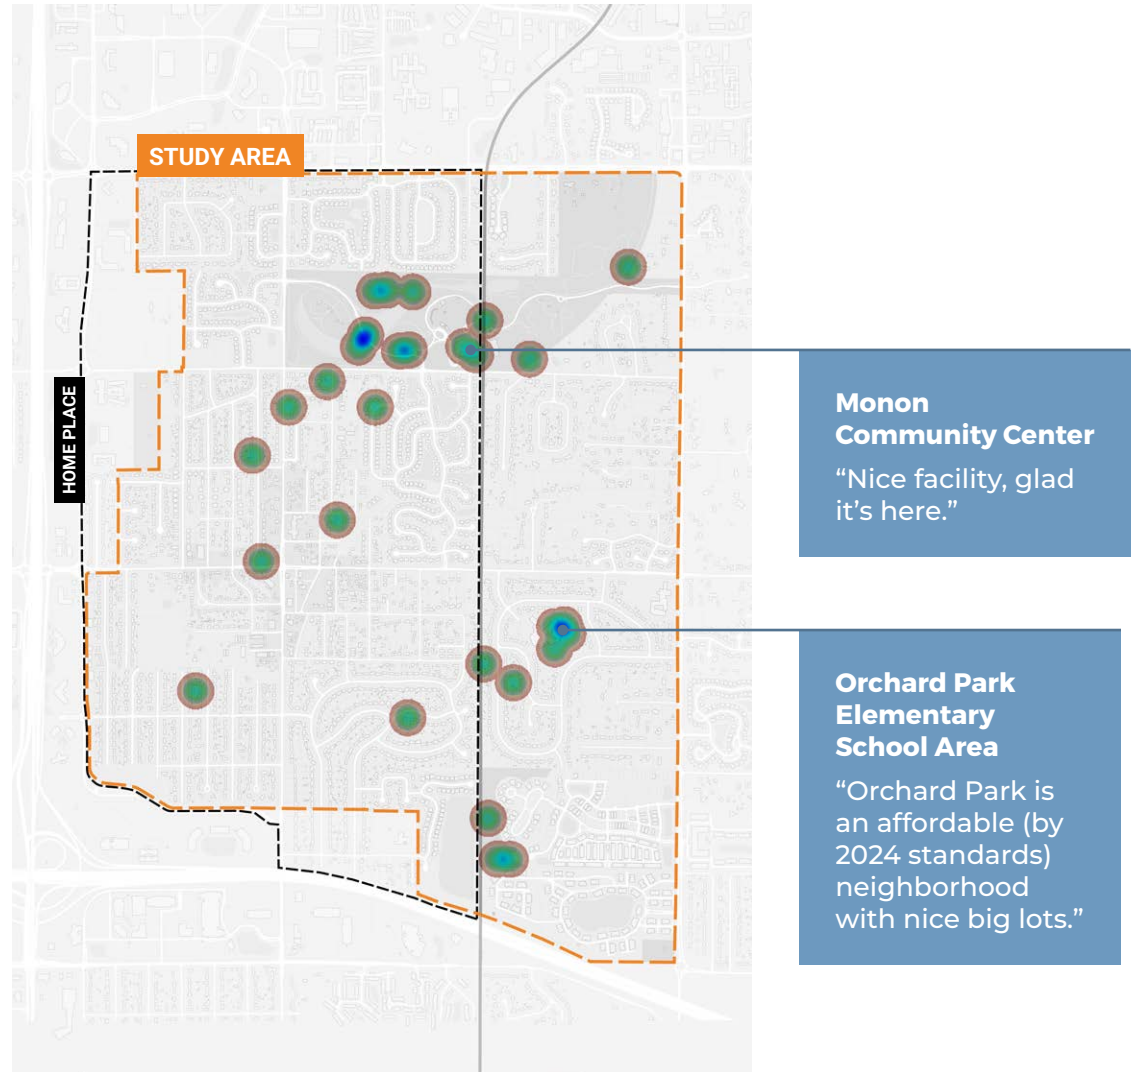 STUDY AREA
HOME PLACE
Monon
Community Center
“Nice facility, glad
it’s here.”
Orchard Park
Elementary
School Area
“Orchard Park is
an affordable (by
2024 standards)
neighborhood
with nice big lots.”